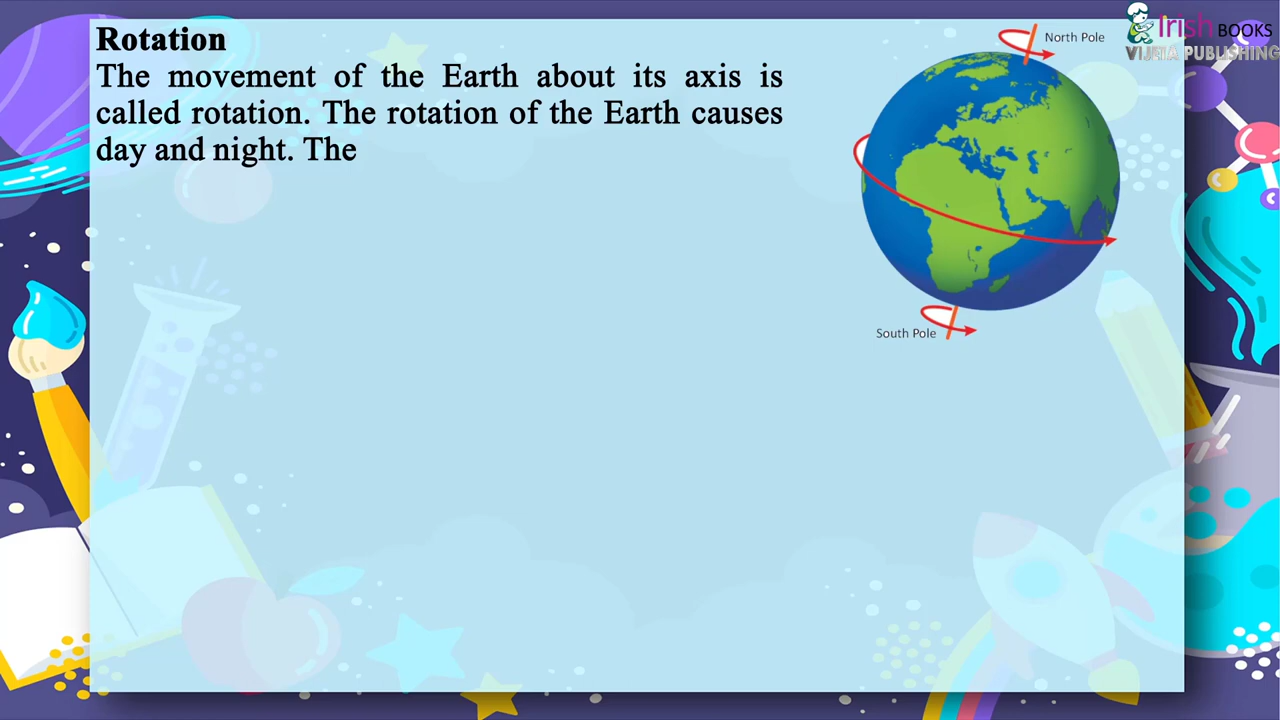 Rotation
The movement of the Earth about its axis is
called rotation. The rotation of the Earth causes
day and night. The
North Pole
South Pole
Irish BOOKS
VIJETA PUBLISHING